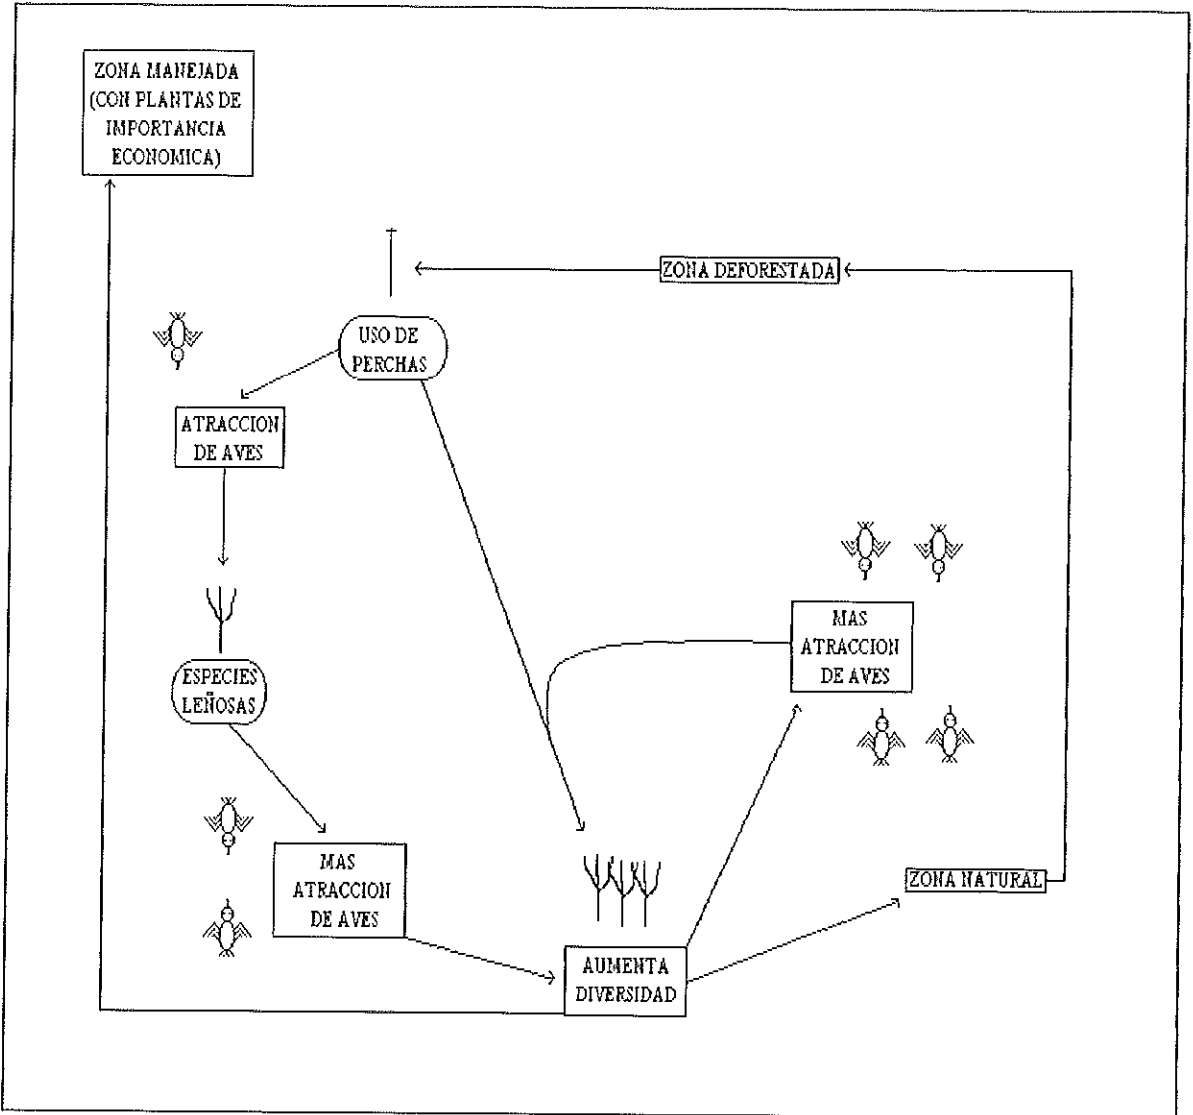 ZONA MANEJADA
(CON PLANTAS DE
IMPORTANCIA
ECONOMICA)
ZONA DEFORESTADA
USO DE
PERCHAS
ATRACCION
DE AVES
MAS
ATRACCION
DE AVES
ESPECIES
LEÑOSAS
MAS
ATRACCION
DE AVES
ZONA NATURAL
AUMENTA
DIVERSIDAD